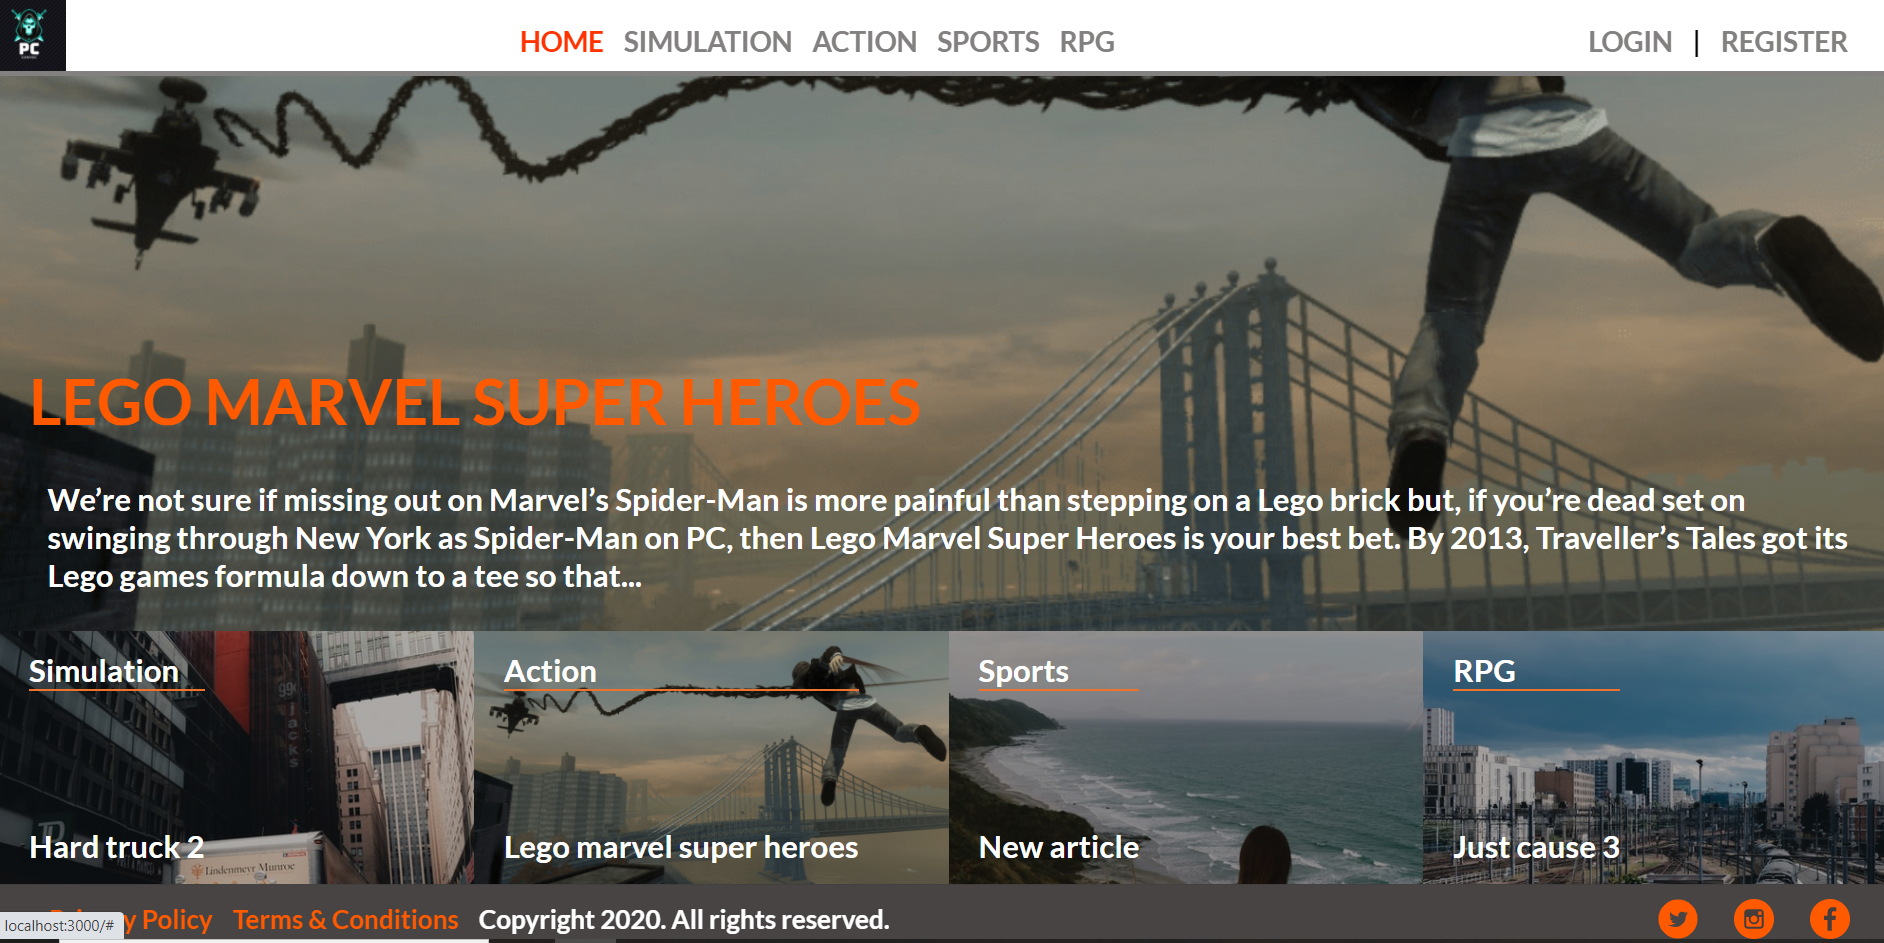 PC
HOME SIMULATION ACTION SPORTS RPG
LOGIN | REGISTER
LEGO MARVEL SUPER HEROES
We’re not sure if missing out on Marvel’s Spider-Man is more painful than stepping on a Lego brick but, if you’re dead set on
swinging through New York as Spider-Man on PC, then Lego Marvel Super Heroes is your best bet. By 2013, Traveller’s Tales got its
Lego games formula down to a tee so that...
Simulation
Hard truck 2
Lindenmeyr Munroe
Action
Lego marvel super heroes
Sports
New article
RPG
Just cause 3
Policy Terms & Conditions Copyright 2020. All rights reserved.
localhost:3000/#